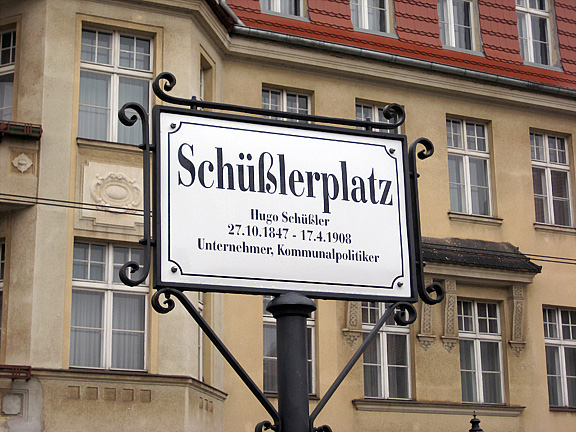 Schüßlerplatz
Hugo Schüßler
27.10.1847 - 17.4.1908
Unternehmer, Kommunalpolitiker